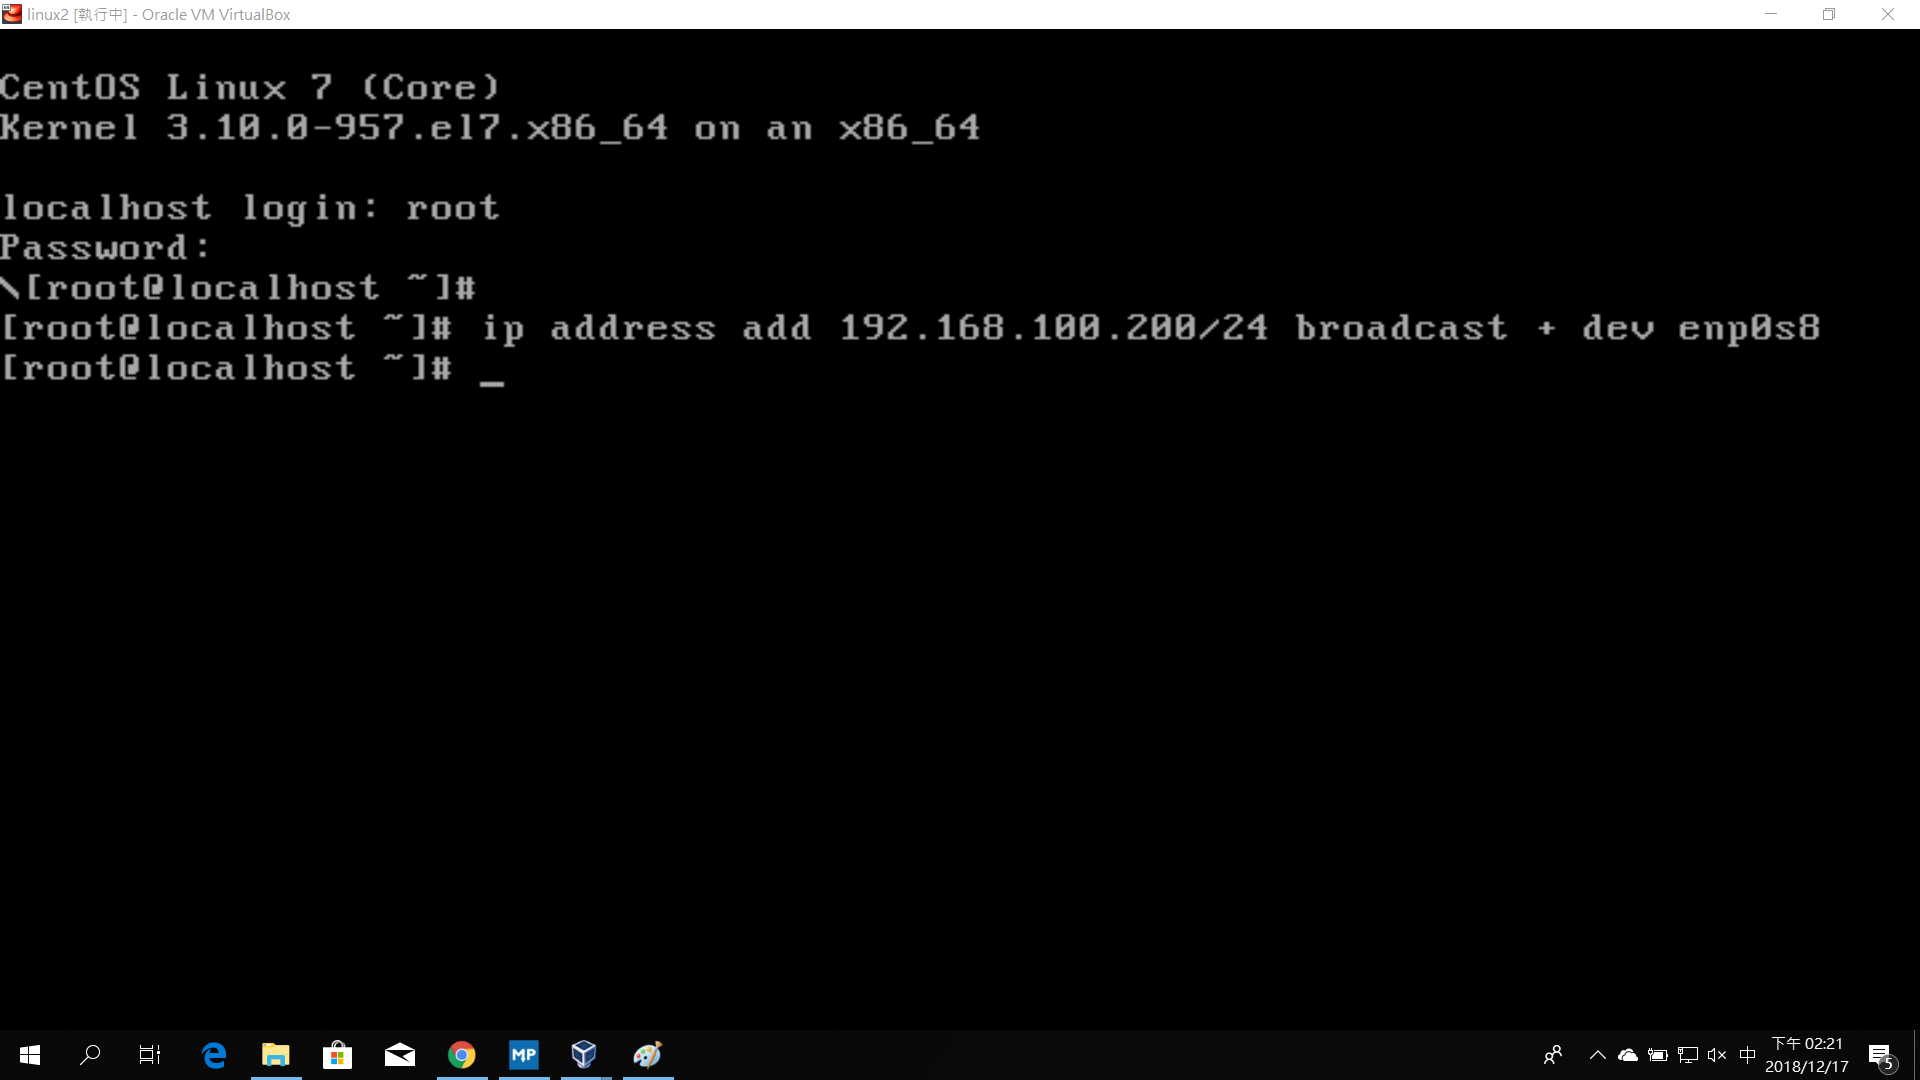 linux2 [執行中] - Oracle VM VirtualBox
CentOS Linux 7 (Core)
Kernel 3.10.0-957.el7.x86_64 on an x86_64
localhost login: root
Password:
\[root@localhost ~]#
[root@localhost ~]# ip address add 192.168.100.200/24 broadcast + dev enp0s8
[root@localhost ~]# _
MP
中
下午 02:21
2018/12/17
5